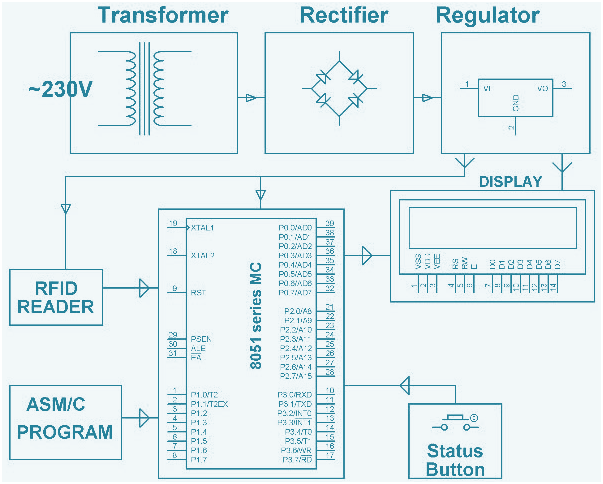 Transformer Rectifier Regulator
~230V
1 VI VO 3
GND
2
DISPLAY
VSS VEE RS RW E D0 D1 D2 D3 D4 D5 D6 D7
1 2 3 4 5 6 7 8 9 10 11 12 13 14
RFID
READER
ASM/C
PROGRAM
8051 series MC
19 XTAL1
18 XTAL2
9 RST
29 PSEN
30 ALE
31 EA
1 P1.0/T2
2 P1.1/T2EX
3 P1.2
4 P1.3
5 P1.4
6 P1.5
7 P1.6
8 P1.7
P0.0/AD0 39
P0.1/AD1 38
P0.2/AD2 37
P0.3/AD3 36
P0.4/AD4 35
P0.5/AD5 34
P0.6/AD6 33
P0.7/AD7 32
P2.0/A8 21
P2.1/A9 22
P2.2/A10 23
P2.3/A11 24
P2.4/A12 25
P2.5/A13 26
P2.6/A14 27
P2.7/A15 28
P3.0/RXD 10
P3.1/TXD 11
P3.2/INT0 12
P3.3/INT1 13
P3.4/T0 14
P3.5/T1 15
P3.6/WR 16
P3.7/RD 17
Status
Button